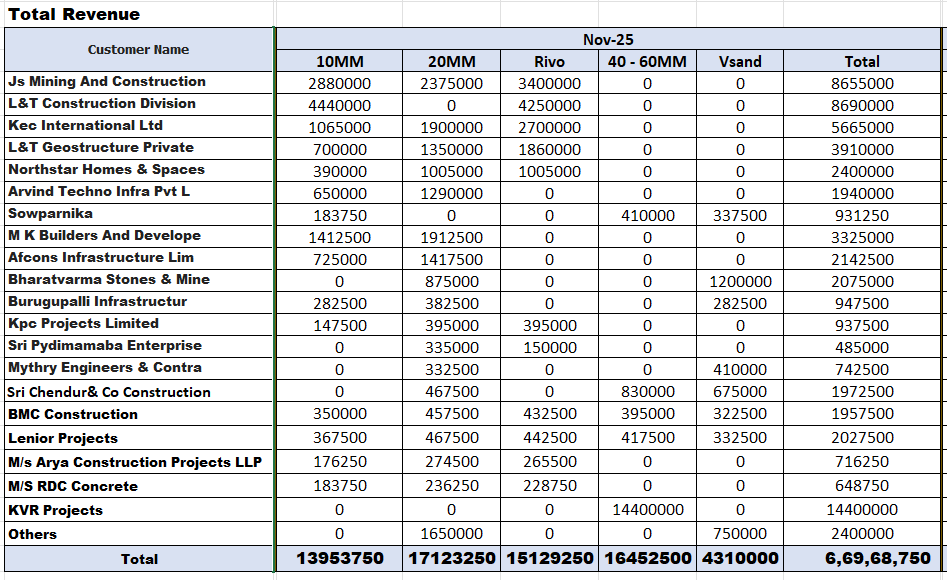 Total Revenue
Customer Name Nov-25
10MM 20MM Rivo 40 - 60MM Vsand Total
Js Mining And Construction 2880000 2375000 3400000 0 0 8655000
L&T Construction Division 4440000 0 4250000 0 0 8690000
Kec International Ltd 1065000 1900000 2700000 0 0 5665000
L&T Geostructure Private 700000 1350000 1860000 0 0 3910000
Northstar Homes & Spaces 390000 1005000 1005000 0 0 2400000
Arvind Techno Infra Pvt L 650000 1290000 0 0 0 1940000
Sowparnika 183750 0 0 410000 337500 931250
M K Builders And Develope 1412500 1912500 0 0 0 3325000
Afcons Infrastructure Lim 725000 1417500 0 0 0 2142500
Bharatvarma Stones & Mine 0 875000 0 0 1200000 2075000
Burugupalli Infrastructur 282500 382500 0 0 282500 947500
Kpc Projects Limited 147500 395000 395000 0 0 937500
Sri Pydimamaba Enterprise 0 335000 150000 0 0 485000
Mythry Engineers & Contra 0 332500 0 0 410000 742500
Sri Chendur& Co Construction 0 467500 0 830000 675000 1972500
BMC Construction 350000 457500 432500 395000 322500 1957500
Lenior Projects 367500 467500 442500 417500 332500 2027500
M/s Arya Construction Projects LLP 176250 274500 265500 0 0 716250
M/S RDC Concrete 183750 236250 228750 0 0 648750
KVR Projects 0 0 0 14400000 0 14400000
Others 0 1650000 0 0 750000 2400000
Total 13953750 17123250 15129250 16452500 4310000 6,69,68,750